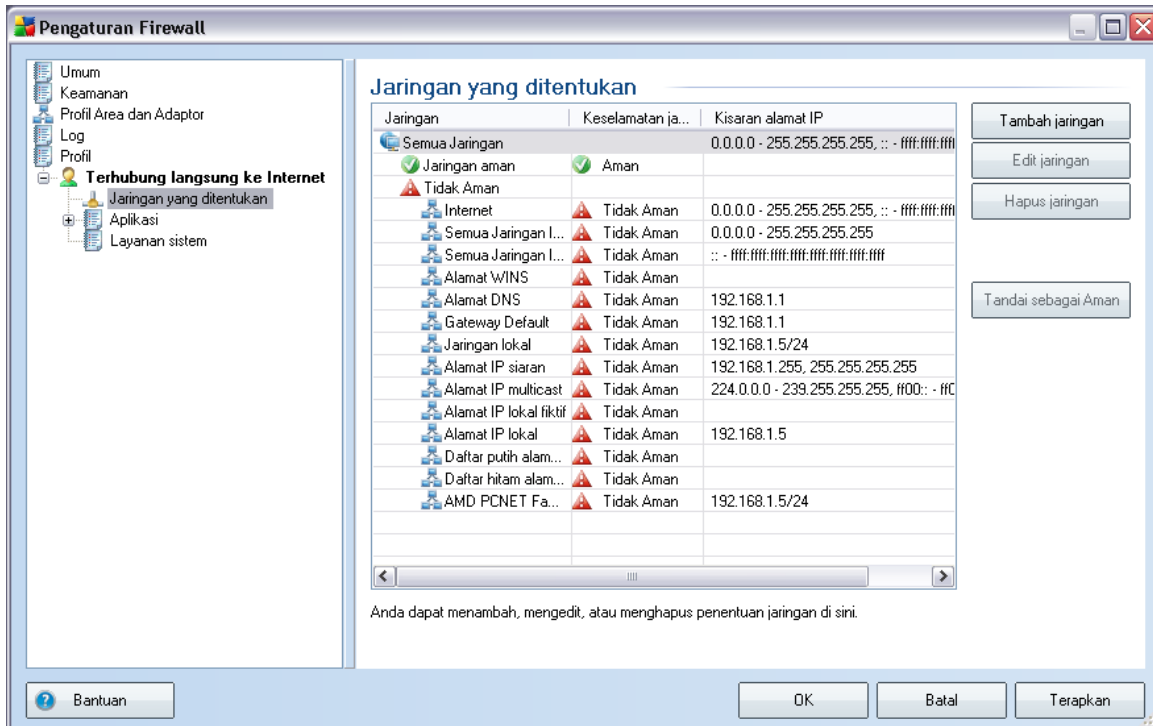 Pengaturan Firewall
Umum
Keamanan
Profil Area dan Adaptor
Log
Profil
Terhubung langsung ke Internet
Jaringan yang ditentukan
Aplikasi
Layanan sistem
Jaringan yang ditentukan
Jaringan Keselamatan ja... Kisaran alamat IP
Semua Jaringan 0.0.0.0 - 255.255.255.255, :: - ffff:ffff:ffff
Jaringan aman Aman
Tidak Aman
Internet Tidak Aman 0.0.0.0 - 255.255.255.255, :: - ffff:ffff:ffff
Semua Jaringan I... Tidak Aman 0.0.0.0 - 255.255.255.255
Semua Jaringan I... Tidak Aman :: - ffff:ffff:ffff:ffff:ffff:ffff:ffff:ffff
Alamat WINS Tidak Aman
Alamat DNS Tidak Aman 192.168.1.1
Gateway Default Tidak Aman 192.168.1.1
Jaringan lokal Tidak Aman 192.168.1.5/24
Alamat IP siaran Tidak Aman 192.168.1.255, 255.255.255.255
Alamat IP multicast Tidak Aman 224.0.0.0 - 239.255.255.255, ff00:: - ff0
Alamat IP lokal fiktif Tidak Aman
Alamat IP lokal Tidak Aman 192.168.1.5
Daftar putih alam... Tidak Aman
Daftar hitam alam... Tidak Aman
AMD PCNET Fa... Tidak Aman 192.168.1.5/24
Tambah jaringan
Edit jaringan
Hapus jaringan
Tandai sebagai Aman
Anda dapat menambah, mengedit, atau menghapus penentuan jaringan di sini.
Bantuan
OK
Batal
Terapkan